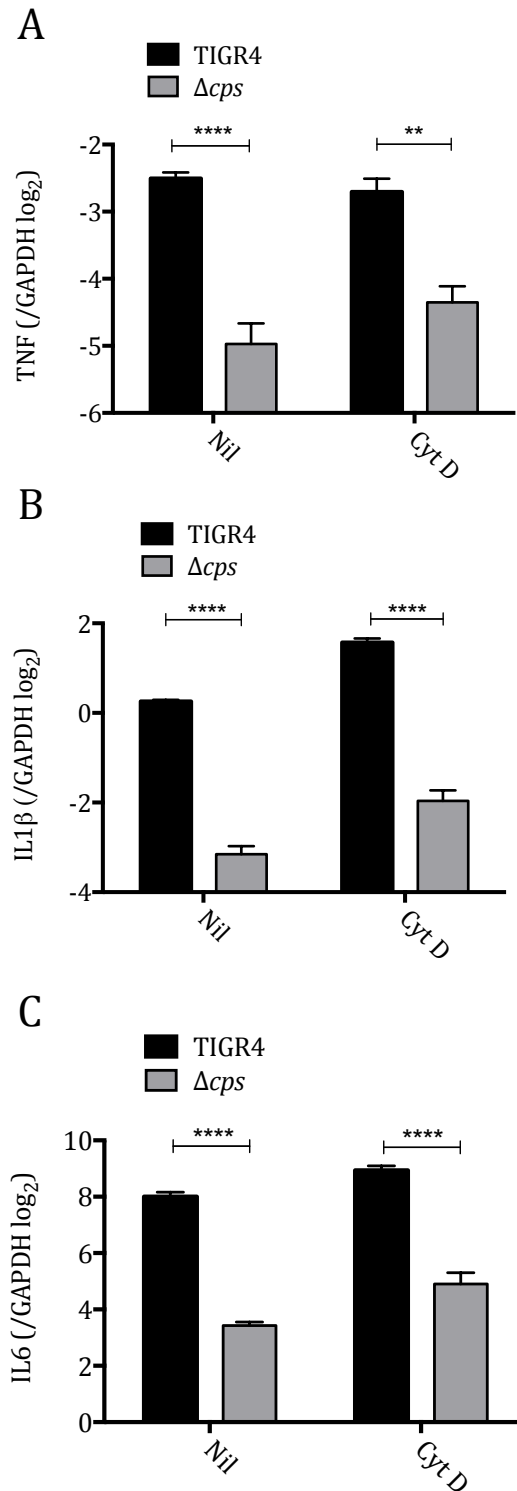 A
TIGR4
Δcps
**** **
-2
-3
-4
-5
-6
TNF (/GAPDH log₂)
Nil Cyt D
B
TIGR4
Δcps
**** ****
2
0
-2
-4
IL1β (/GAPDH log₂)
Nil Cyt D
C
TIGR4
Δcps
**** ****
10
8
6
4
2
0
IL6 (/GAPDH log₂)
Nil Cyt D